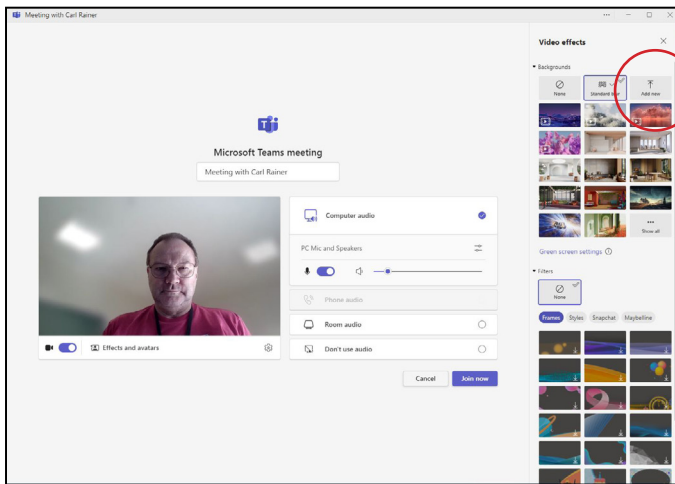 Meeting with Carl Rainer
Video effects
Backgrounds
None
Standard blur
Add new
Show all
Green screen settings
Filters
None
Frames
Styles
Snapchat
Maybelline
Microsoft Teams meeting
Meeting with Carl Rainer
Computer audio
PC Mic and Speakers
Phone audio
Room audio
Don't use audio
Effects and avatars
Cancel
Join now